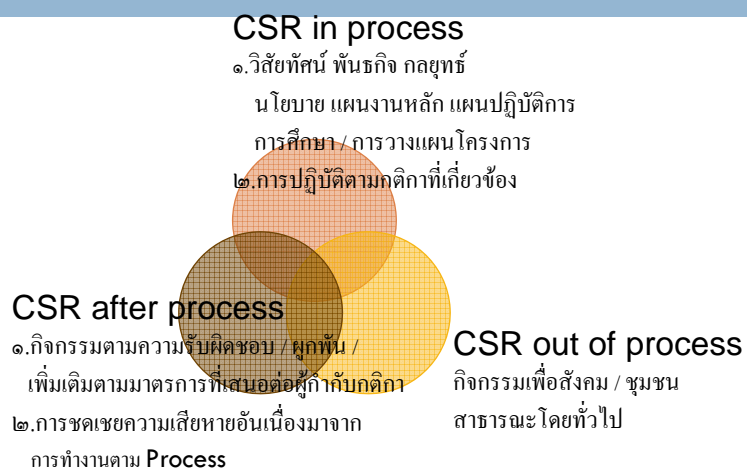 CSR in process
๑.วิสัยทัศน์ พันธกิจ กลยุทธ์
นโยบาย แผนงานหลัก แผนปฏิบัติการ
การศึกษา / การวางแผนโครงการ
๒.การปฏิบัติตามกติกาที่เกี่ยวข้อง
CSR after process
๑.กิจกรรมตามความรับผิดชอบ / ผูกพัน /
เพิ่มเติมตามมาตรการที่เสนอต่อผู้กำกับกติกา
๒.การชดเชยความเสียหายอันเนื่องมาจาก
การทำงานตาม Process
CSR out of process
กิจกรรมเพื่อสังคม / ชุมชน
สาธารณะโดยทั่วไป